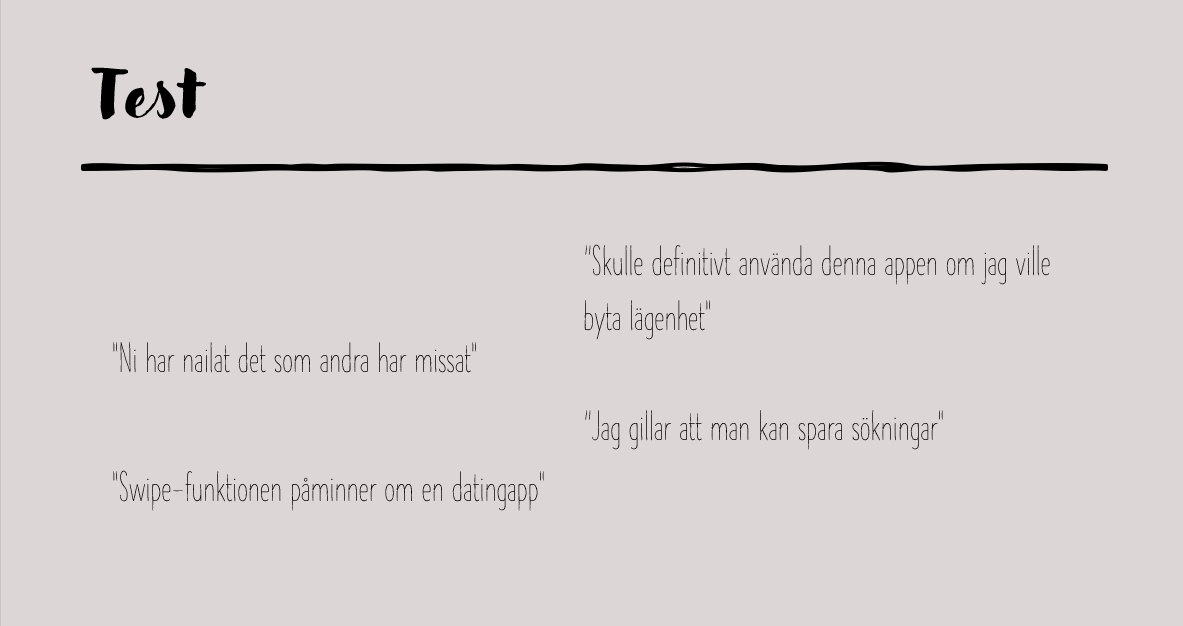 Test
"Ni har nailat det som andra har missat"
"Swipe-funktionen påminner om en datingapp"
"Skulle definitivt använda denna appen om jag ville
byta lägenhet"
"Jag gillar att man kan spara sökningar"